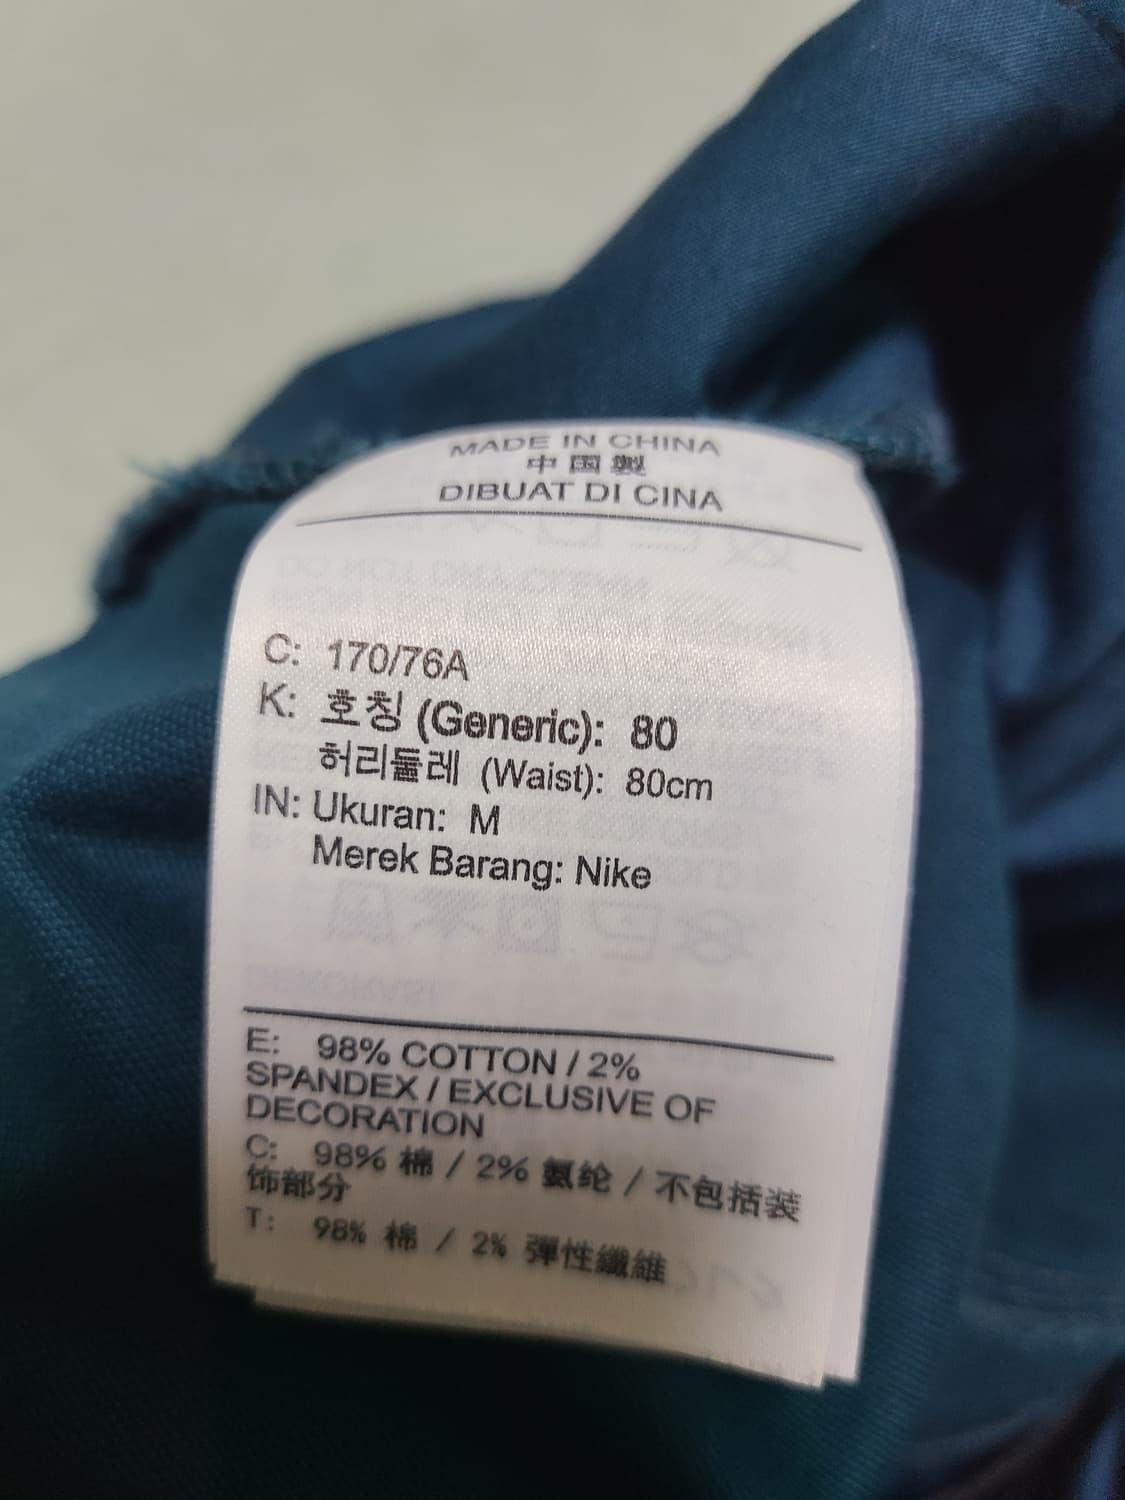 MADE IN CHINA
中国製
DIBUAT DI CINA
C: 170/76A
K: 호칭 (Generic): 80
허리둘레 (Waist): 80cm
IN: Ukuran: M
Merek Barang: Nike
E: 98% COTTON / 2%
SPANDEX / EXCLUSIVE OF
DECORATION
C: 98% 棉 / 2% 氨纶 / 不包括装
饰部分
T: 98% 棉 / 2% 彈性纖維